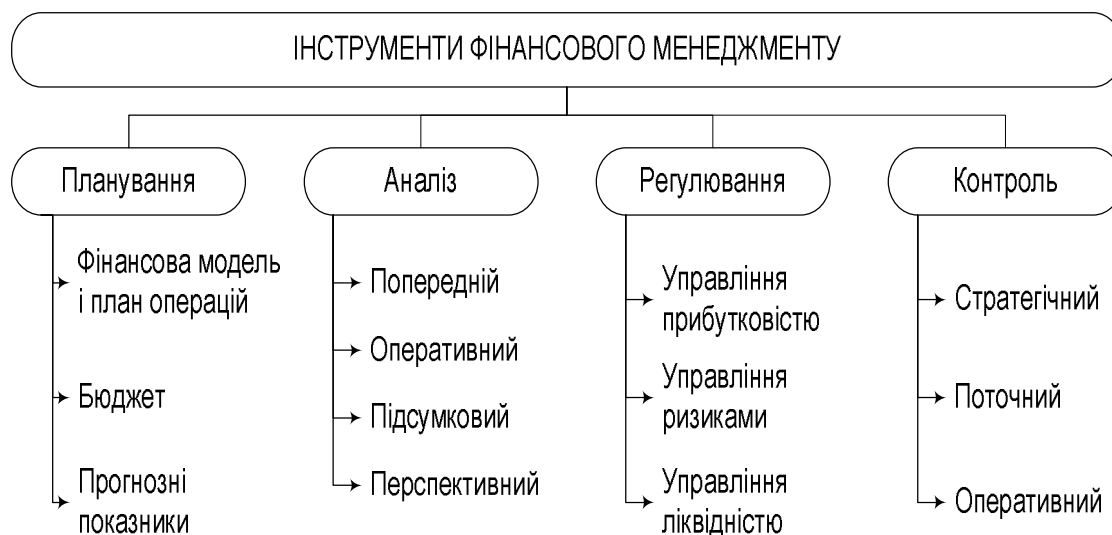 ІНСТРУМЕНТИ ФІНАНСОВОГО МЕНЕДЖМЕНТУ
Планування
Фінансова модель
і план операцій
Бюджет
Прогнозні
показники
Аналіз
Попередній
Оперативний
Підсумковий
Перспективний
Регулювання
Управління
прибутковістю
Управління
ризиками
Управління
ліквідністю
Контроль
Стратегічний
Поточний
Оперативний